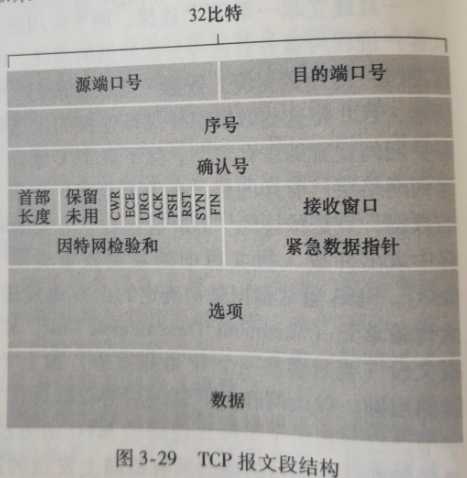 32比特
源端口号 目的端口号
序号
确认号
首部 保留 CWR ECE URG ACK PSH RST SYN FIN 接收窗口
长度 未用
因特网检验和 紧急数据指针
选项
数据
图 3-29 TCP 报文段结构